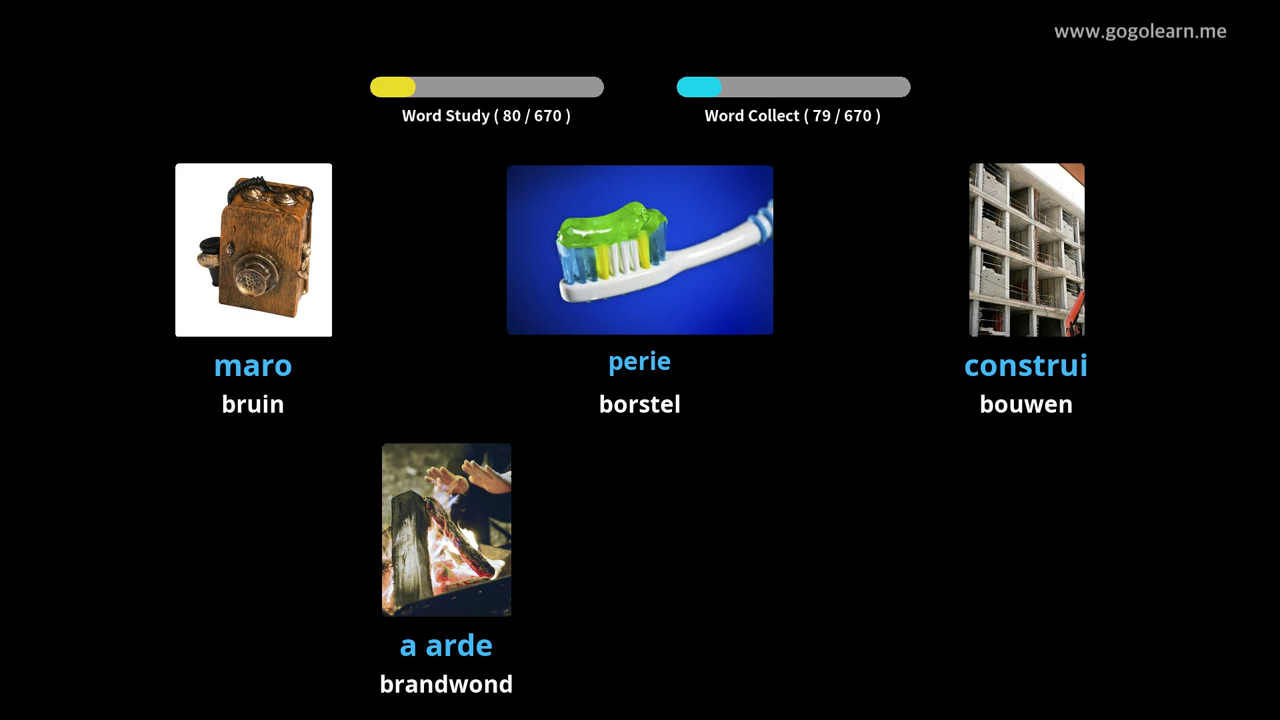 www.gogolearn.me
Word Study ( 80 / 670 )
Word Collect ( 79 / 670 )
maro
bruin
perie
borstel
construi
bouwen
a arde
brandwond